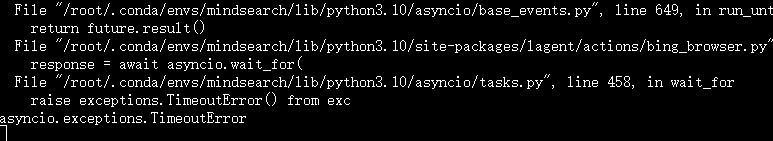 File "/root/.conda/envs/mindsearch/lib/python3.10/asyncio/base_events.py", line 649, in run_unt
return future.result()
File "/root/.conda/envs/mindsearch/lib/python3.10/site-packages/lagent/actions/bing_browser.py"
response = await asyncio.wait_for(
File "/root/.conda/envs/mindsearch/lib/python3.10/asyncio/tasks.py", line 458, in wait_for
raise exceptions.TimeoutError() from exc
asyncio.exceptions.TimeoutError